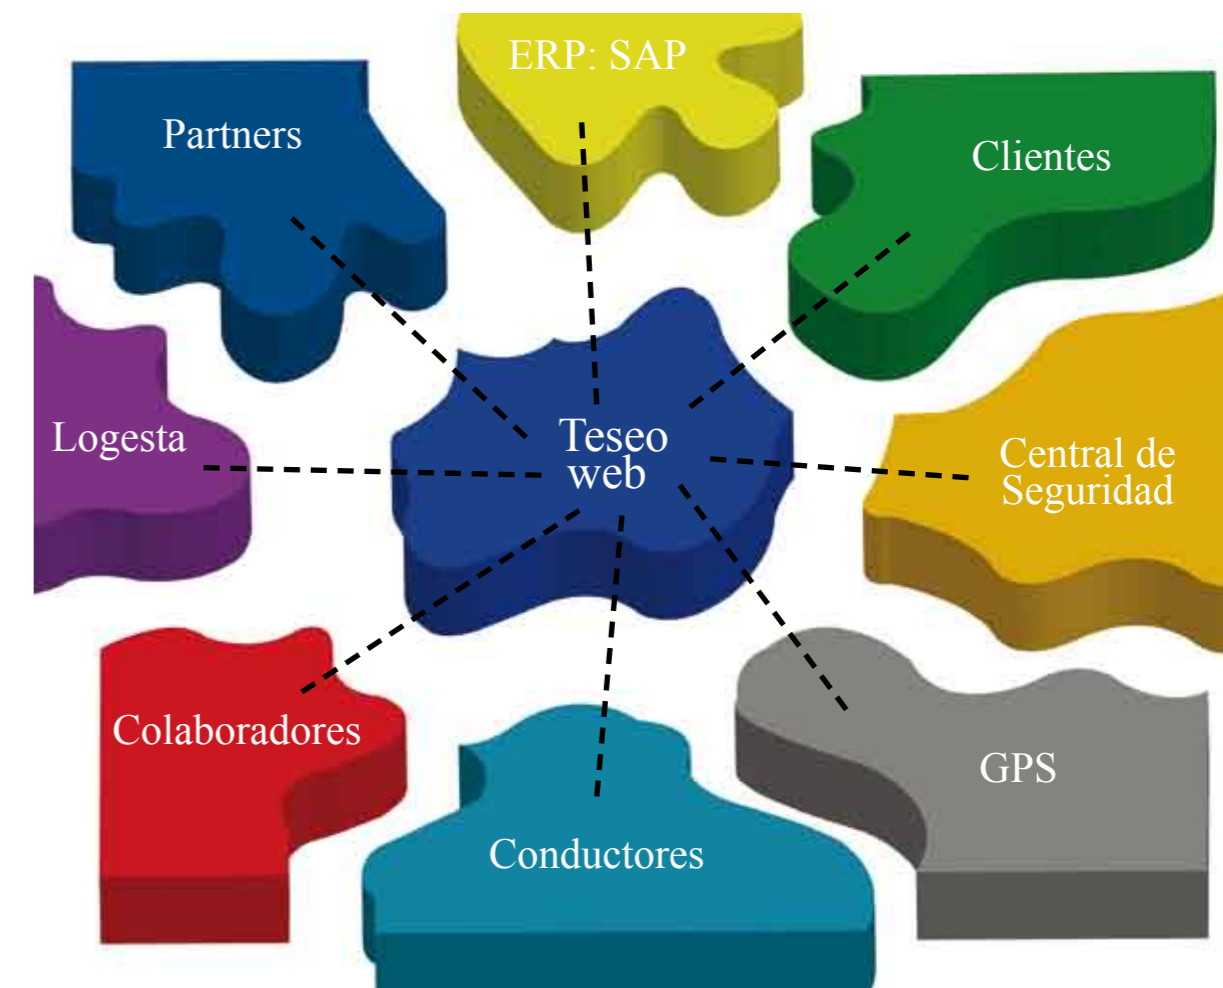 ERP: SAP
Partners
Clientes
Logesta
Teseo
web
Central de
Seguridad
Colaboradores
GPS
Conductores